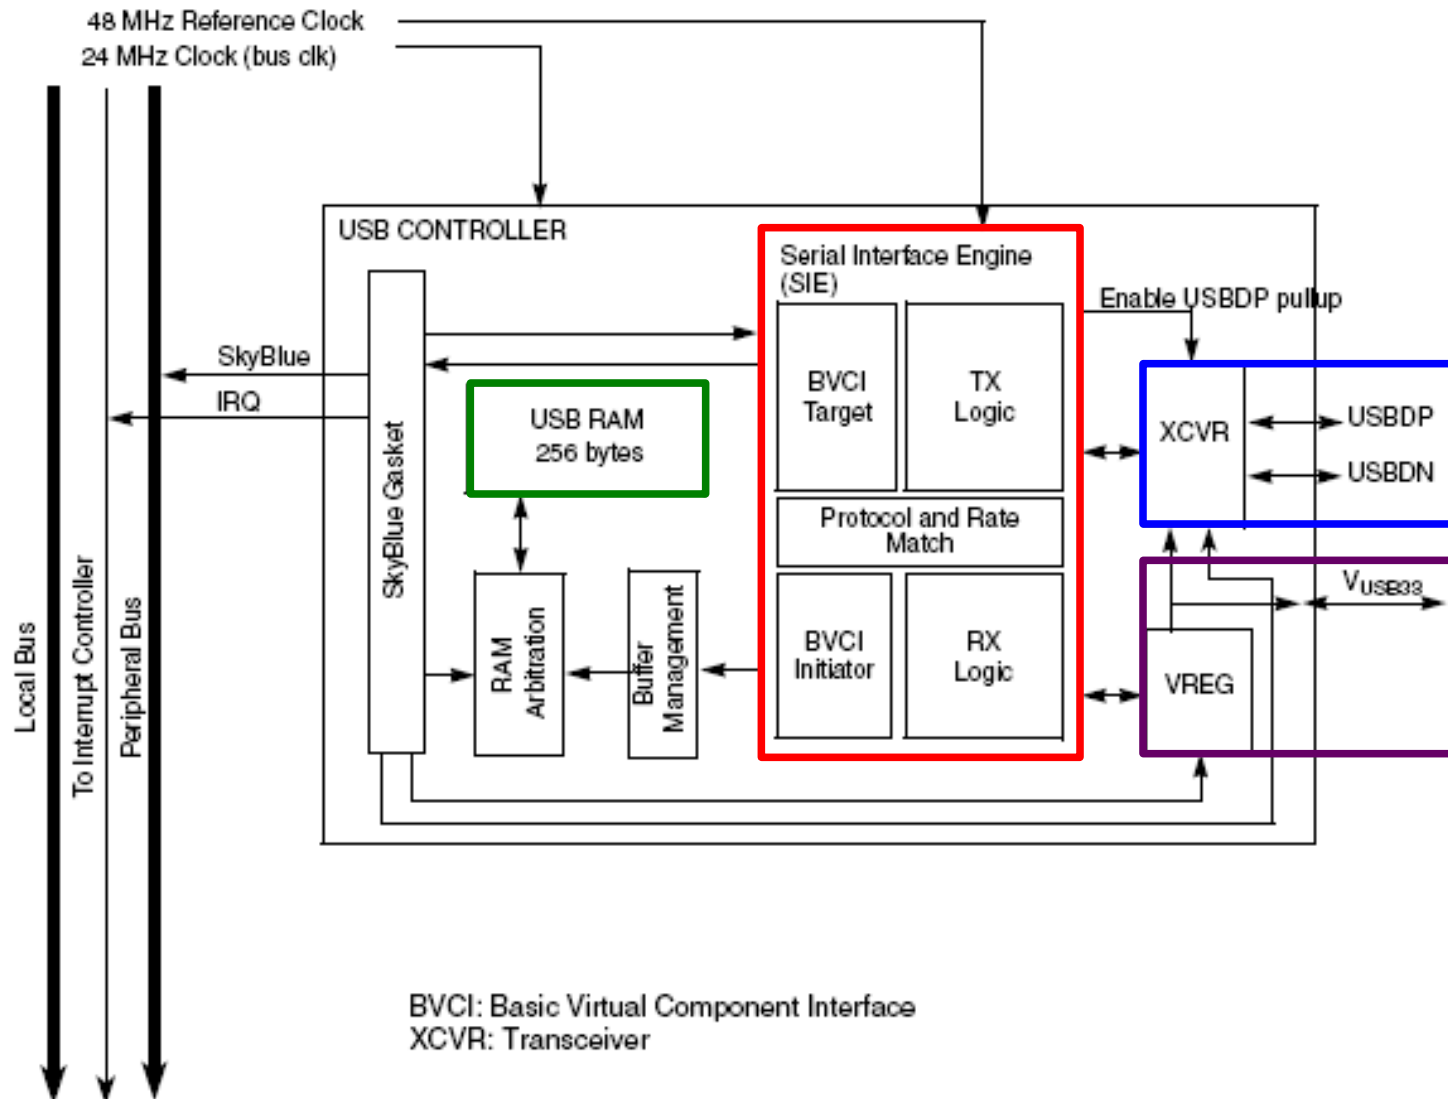 48 MHz Reference Clock
24 MHz Clock (bus clk)
USB CONTROLLER
Serial Interface Engine
(SIE)
Enable USBDP pullup
SkyBlue
IRQ
SkyBlue Gasket
USB RAM
256 bytes
BVCI
Target
TX
Logic
XCVR
USBDP
USBDN
Protocol and Rate
Match
VUSB33
RAM
Arbitration
Buffer
Management
BVCI
Initiator
RX
Logic
VREG
Local Bus
To Interrupt Controller
Peripheral Bus
BVCI: Basic Virtual Component Interface
XCVR: Transceiver